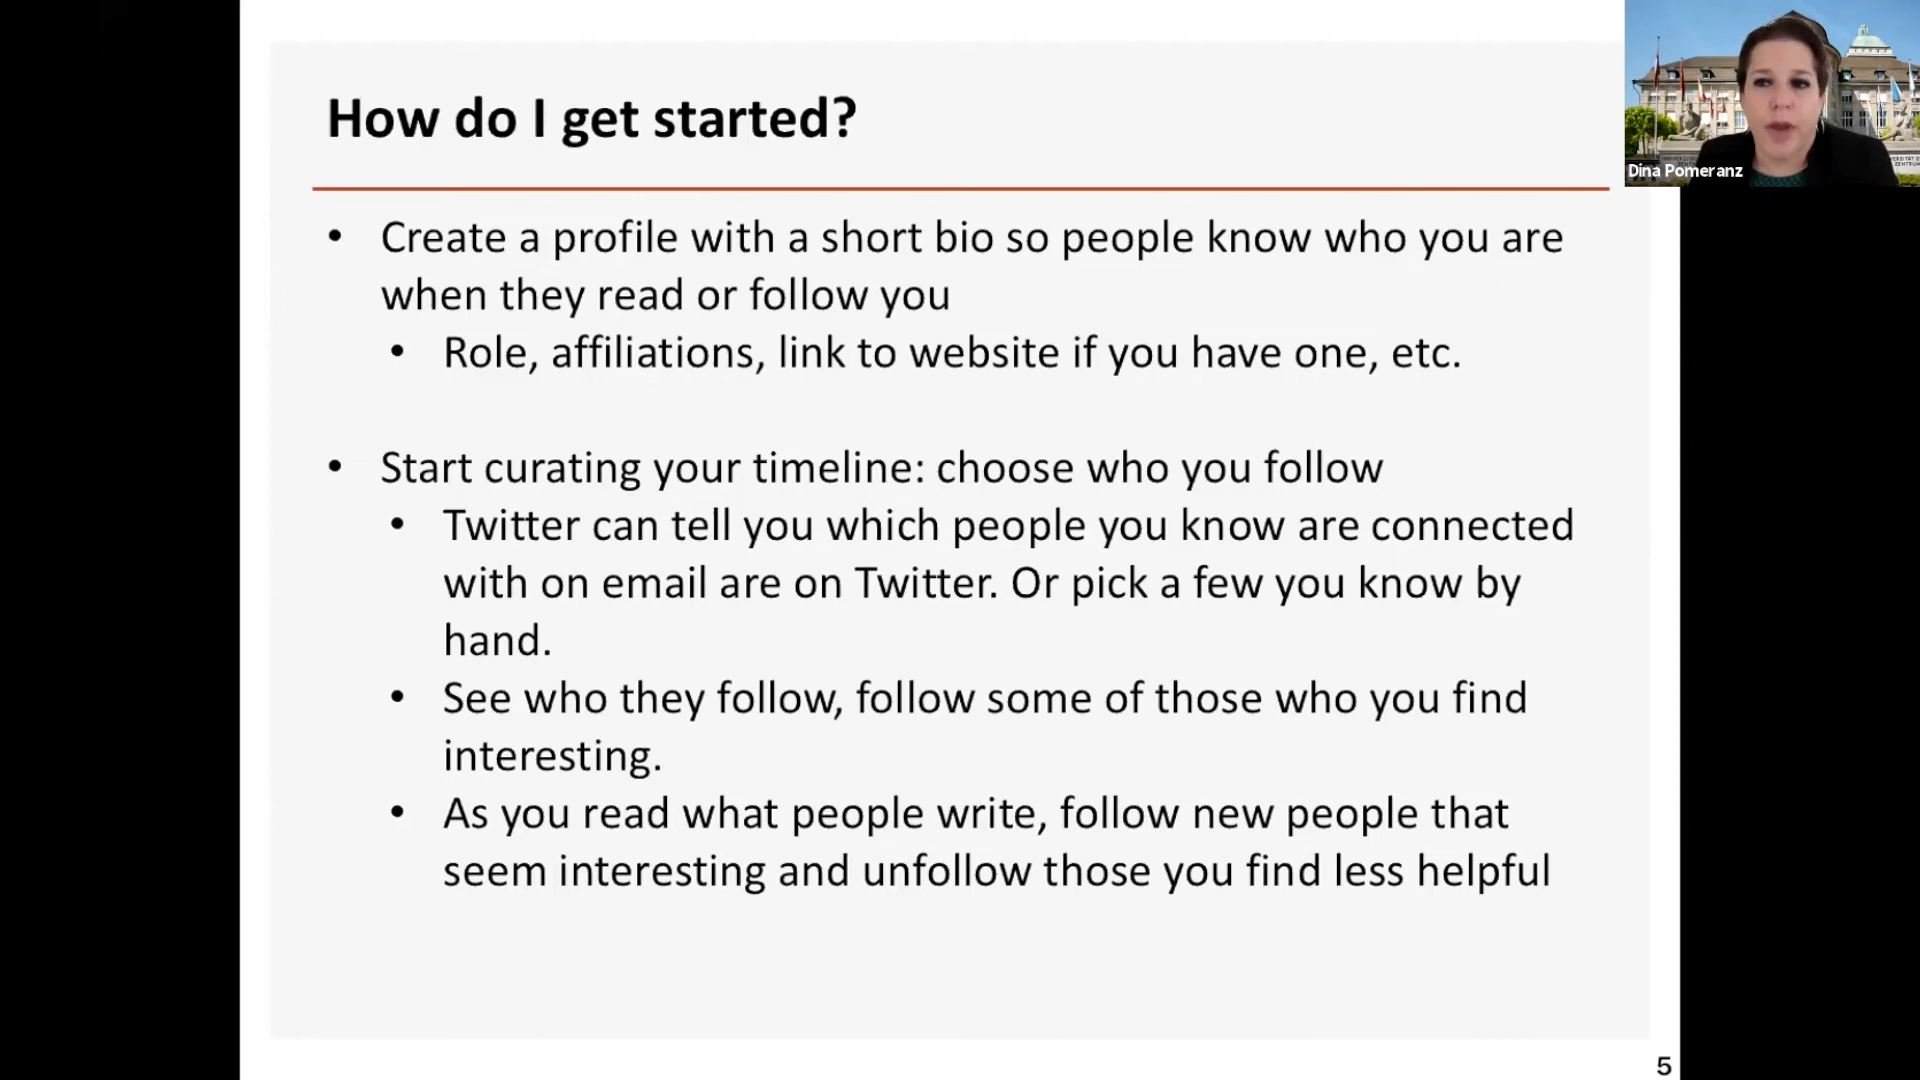 How do I get started?
Dina Pomeranz
• Create a profile with a short bio so people know who you are
when they read or follow you
• Role, affiliations, link to website if you have one, etc.
• Start curating your timeline: choose who you follow
• Twitter can tell you which people you know are connected
with on email are on Twitter. Or pick a few you know by
hand.
• See who they follow, follow some of those who you find
interesting.
• As you read what people write, follow new people that
seem interesting and unfollow those you find less helpful
5